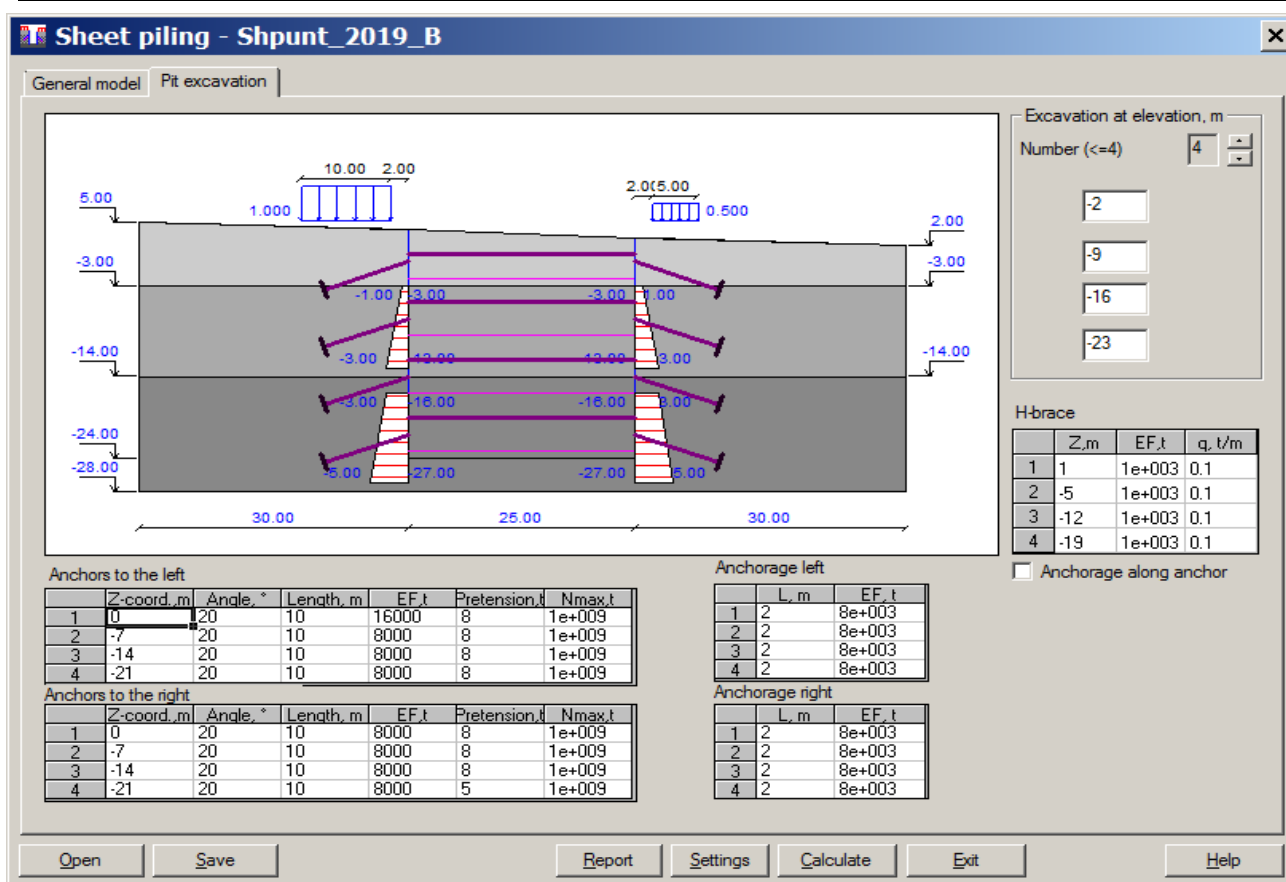 Sheet piling - Shpunt_2019_B
General model Pit excavation
Excavation at elevation, m
Number (<=4) 4
-2
-9
-16
-23
10.00 2.00
2.0(5.00
5.00 1.000 0.500 2.00
-3.00 -3.00
-1.00 -3.00 -3.00 1.00
-14.00 -3.00 -13.00 -13.00 3.00 -14.00
-3.00 -16.00 -16.00 3.00
-24.00
-28.00 -5.00 -27.00 -27.00 5.00
30.00 25.00 30.00
H-brace
Z,m EF,t q, t/m
1 1 1e+003 0.1
2 -5 1e+003 0.1
3 -12 1e+003 0.1
4 -19 1e+003 0.1
Anchorage along anchor
Anchors to the left
Z-coord.,m Angle, ° Length, m EF,t Pretension,t Nmax,t
1 0 20 10 16000 8 1e+009
2 -7 20 10 8000 8 1e+009
3 -14 20 10 8000 8 1e+009
4 -21 20 10 8000 8 1e+009
Anchorage left
L, m EF, t
1 2 8e+003
2 2 8e+003
3 2 8e+003
4 2 8e+003
Anchors to the right
Z-coord.,m Angle, ° Length, m EF,t Pretension,t Nmax,t
1 0 20 10 8000 8 1e+009
2 -7 20 10 8000 8 1e+009
3 -14 20 10 8000 8 1e+009
4 -21 20 10 8000 5 1e+009
Anchorage right
L, m EF, t
1 2 8e+003
2 2 8e+003
3 2 8e+003
4 2 8e+003
Open Save Report Settings Calculate Exit Help